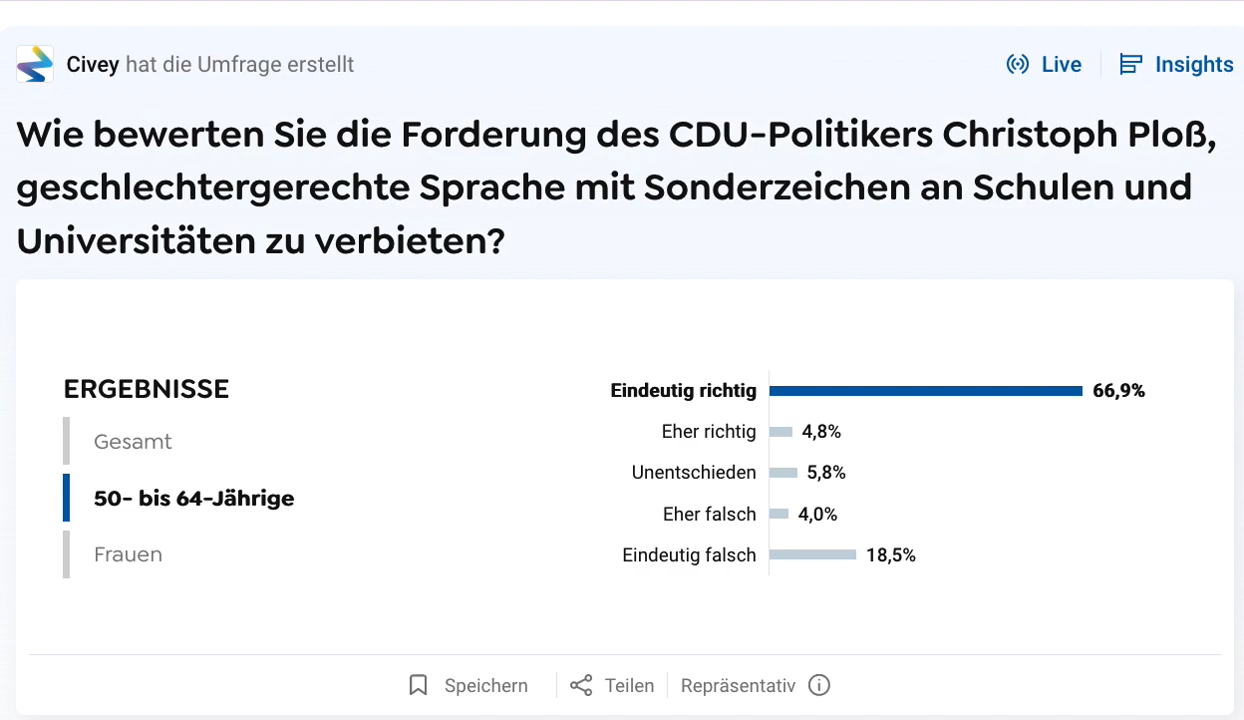 Civey hat die Umfrage erstellt
Live
Insights
Wie bewerten Sie die Forderung des CDU-Politikers Christoph Ploß,
geschlechtergerechte Sprache mit Sonderzeichen an Schulen und
Universitäten zu verbieten?
ERGEBNISSE
Gesamt
50- bis 64-Jährige
Frauen
Eindeutig richtig 66,9%
Eher richtig 4,8%
Unentschieden 5,8%
Eher falsch 4,0%
Eindeutig falsch 18,5%
Speichern
Teilen
Repräsentativ